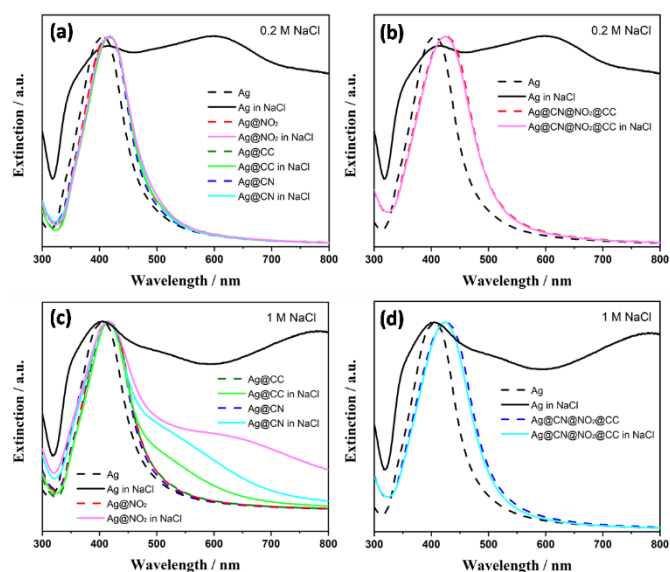 (a)
0.2 M NaCl
Ag
Ag in NaCl
Ag@NO₂
Ag@NO₂ in NaCl
Ag@CC
Ag@CC in NaCl
Ag@CN
Ag@CN in NaCl
Extinction / a.u.
300 400 500 600 700 800
Wavelength / nm
(b)
0.2 M NaCl
Ag
Ag in NaCl
Ag@CN@NO₂@CC
Ag@CN@NO₂@CC in NaCl
Extinction / a.u.
300 400 500 600 700 800
Wavelength / nm
(c)
1 M NaCl
Ag@CC
Ag@CC in NaCl
Ag@CN
Ag@CN in NaCl
Ag
Ag in NaCl
Ag@NO₂
Ag@NO₂ in NaCl
Extinction / a.u.
300 400 500 600 700 800
Wavelength / nm
(d)
1 M NaCl
Ag
Ag in NaCl
Ag@CN@NO₂@CC
Ag@CN@NO₂@CC in NaCl
Extinction / a.u.
300 400 500 600 700 800
Wavelength / nm